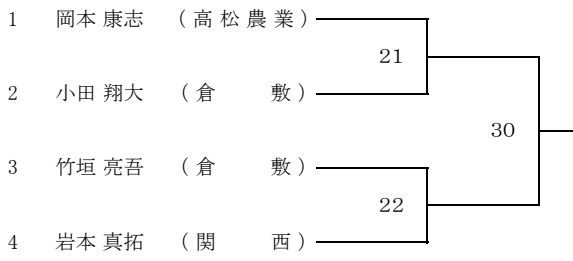 1 岡本 康志 （高松農業）
21
2 小田 翔大 （倉 敷）
30
3 竹垣 亮吾 （倉 敷）
22
4 岩本 真拓 （関 西）